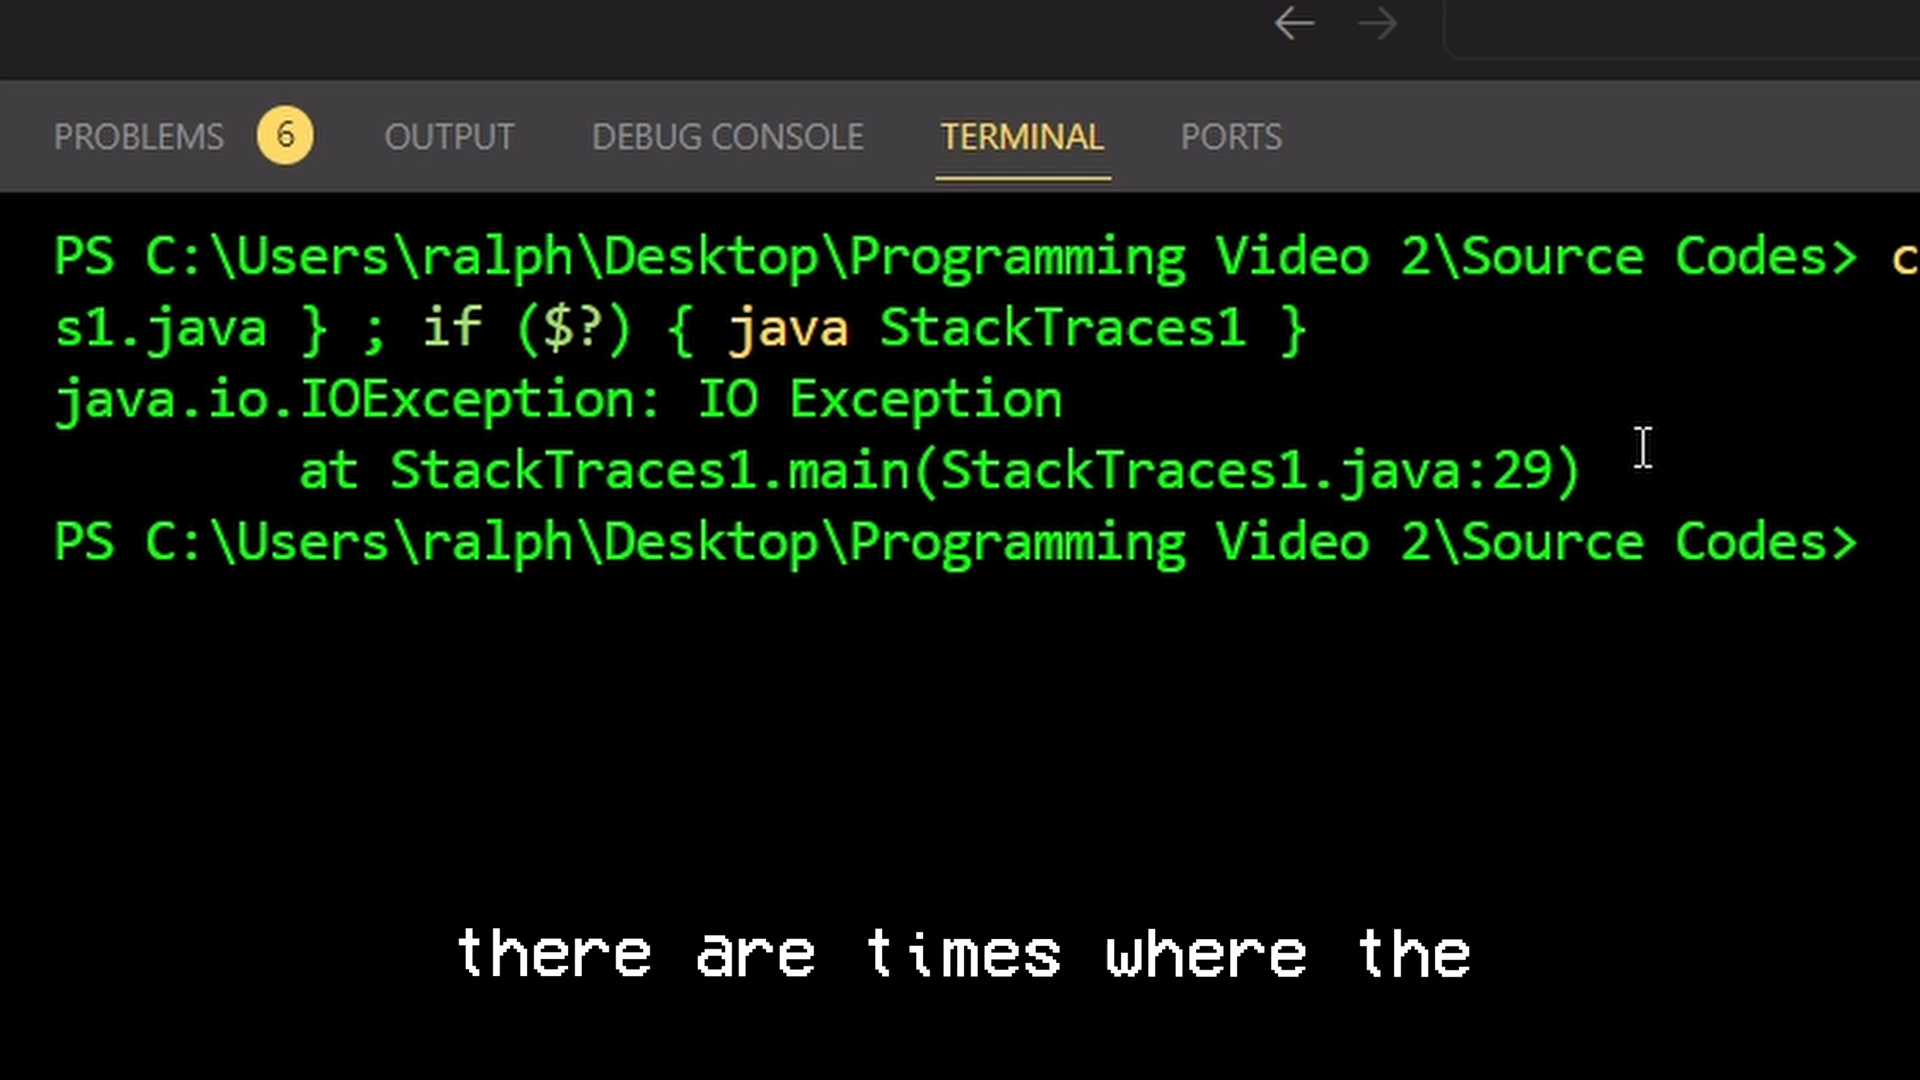 PROBLEMS 6 OUTPUT DEBUG CONSOLE TERMINAL PORTS
PS C:\Users\ralph\Desktop\Programming Video 2\Source Codes> c
s1.java } ; if ($?) { java StackTraces1 }
java.io.IOException: IO Exception
at StackTraces1.main(StackTraces1.java:29)
PS C:\Users\ralph\Desktop\Programming Video 2\Source Codes>
there are times where the